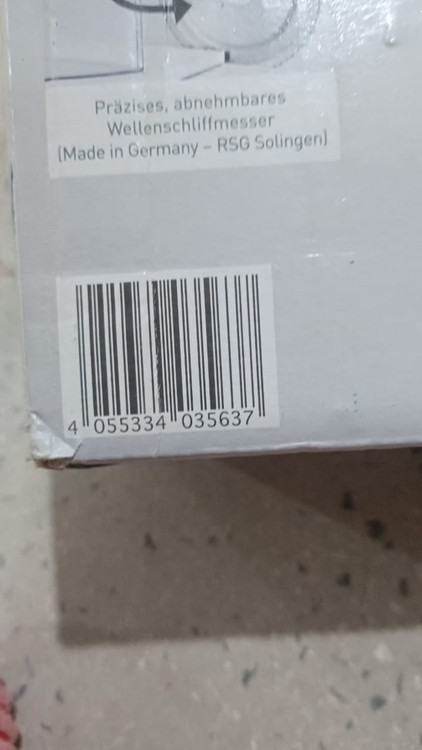 Präzises, abnehmbares
Wellenschliffmesser
(Made in Germany – RSG Solingen)
4 055334 035637